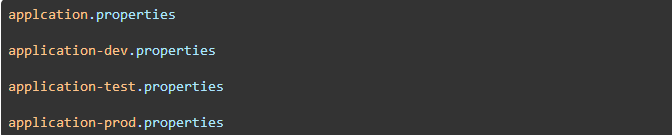 applcation.properties
application-dev.properties
application-test.properties
application-prod.properties